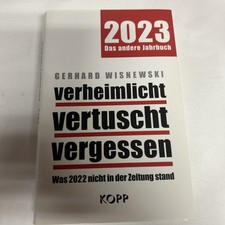 2023
Das andere Jahrbuch
GERHARD WISNEWSKI
verheimlicht
vertuscht
vergessen
Was 2022 nicht in der Zeitung stand
KOPP